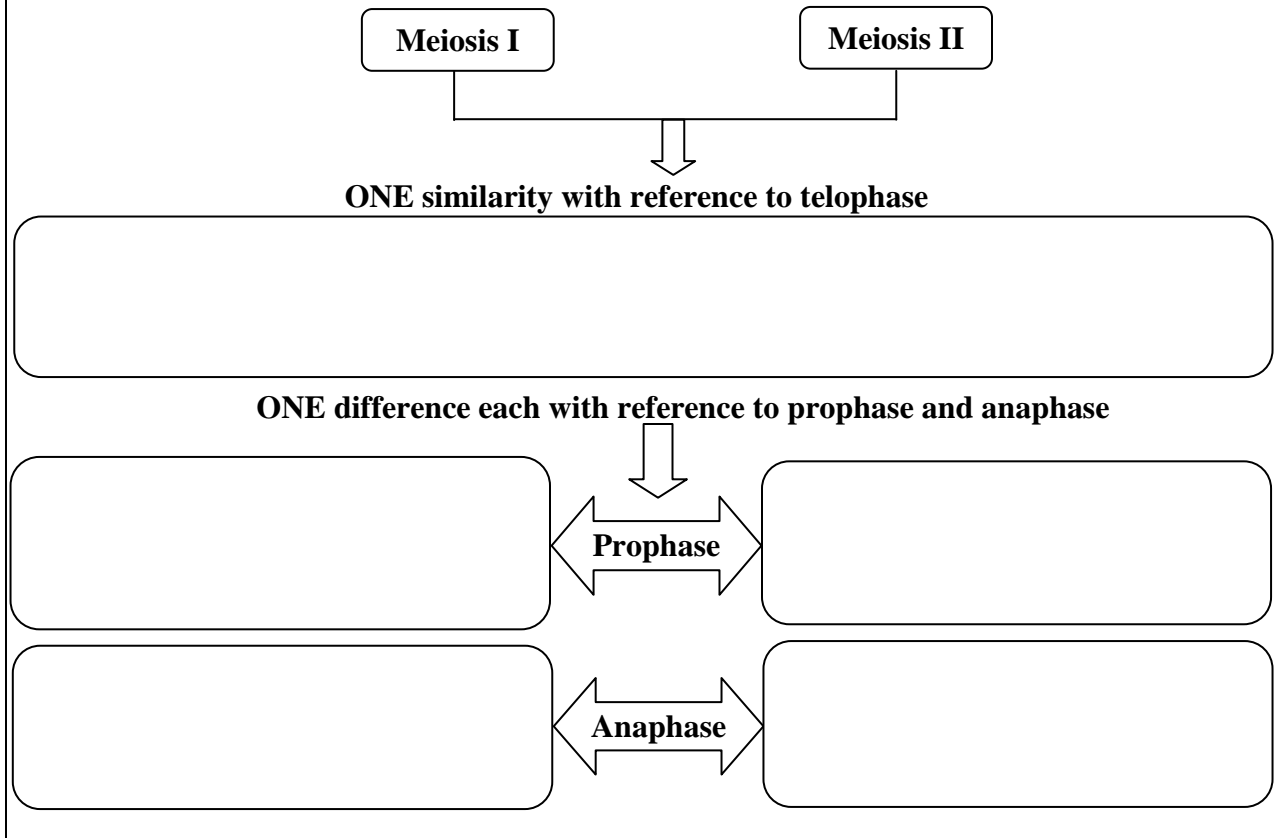 Meiosis I
Meiosis II
ONE similarity with reference to telophase
ONE difference each with reference to prophase and anaphase
Prophase
Anaphase